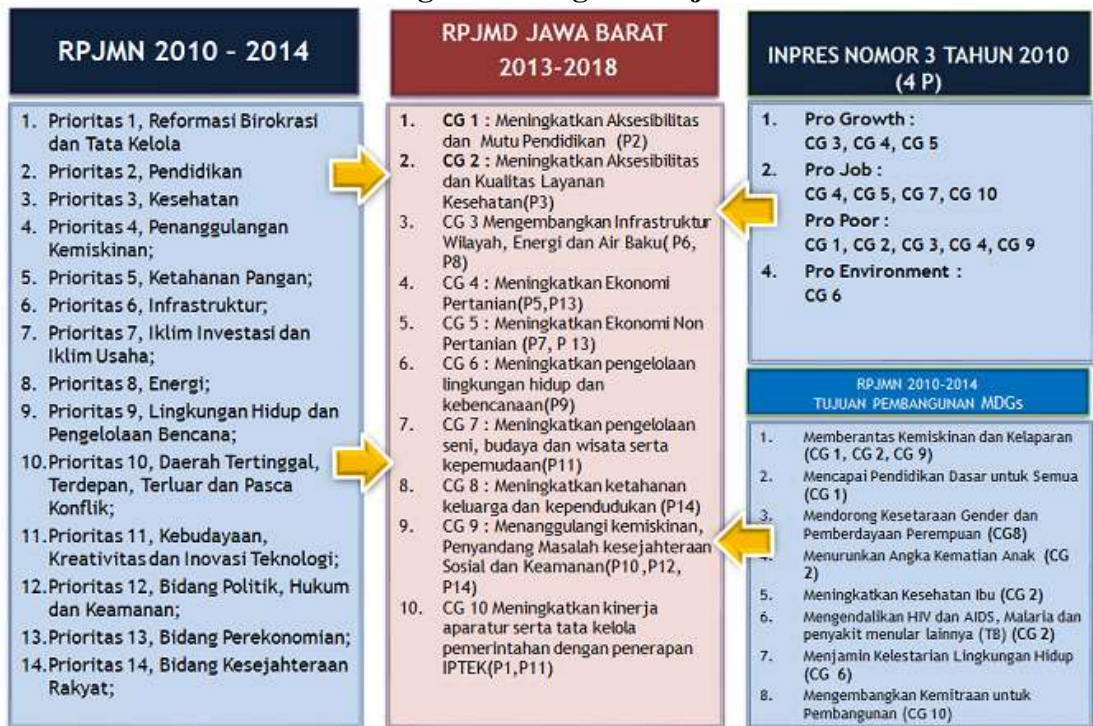 RPJMN 2010 – 2014
1. Prioritas 1, Reformasi Birokrasi
dan Tata Kelola
2. Prioritas 2, Pendidikan
3. Prioritas 3, Kesehatan
4. Prioritas 4, Penanggulangan
Kemiskinan;
5. Prioritas 5, Ketahanan Pangan;
6. Prioritas 6, Infrastruktur;
7. Prioritas 7, Iklim Investasi dan
Iklim Usaha;
8. Prioritas 8, Energi;
9. Prioritas 9, Lingkungan Hidup dan
Pengelolaan Bencana;
10.Prioritas 10, Daerah Tertinggal,
Terdepan, Terluar dan Pasca
Konflik;
11.Prioritas 11, Kebudayaan,
Kreativitas dan Inovasi Teknologi;
12.Prioritas 12, Bidang Politik, Hukum
dan Keamanan;
13.Prioritas 13, Bidang Perekonomian;
14.Prioritas 14, Bidang Kesejahteraan
Rakyat;
RPJMD JAWA BARAT
2013-2018
1. CG 1 : Meningkatkan Aksesibilitas
dan Mutu Pendidikan (P2)
2. CG 2 : Meningkatkan Aksesibilitas
dan Kualitas Layanan
Kesehatan(P3)
3. CG 3 Mengembangkan Infrastruktur
Wilayah, Energi dan Air Baku( P6,
P8)
4. CG 4 : Meningkatkan Ekonomi
Pertanian(P5,P13)
5. CG 5 : Meningkatkan Ekonomi Non
Pertanian (P7, P 13)
6. CG 6 : Meningkatkan pengelolaan
lingkungan hidup dan
kebencanaan(P9)
7. CG 7 : Meningkatkan pengelolaan
seni, budaya dan wisata serta
kepemudaan(P11)
8. CG 8 : Meningkatkan ketahanan
keluarga dan kependudukan (P14)
9. CG 9 : Menanggulangi kemiskinan,
Penyandang Masalah kesejahteraan
Sosial dan Keamanan(P10 ,P12,
P14)
10. CG 10 Meningkatkan kinerja
aparatur serta tata kelola
pemerintahan dengan penerapan
IPTEK(P1,P11)
INPRES NOMOR 3 TAHUN 2010
(4 P)
1. Pro Growth :
CG 3, CG 4, CG 5
2. Pro Job :
CG 4, CG 5, CG 7, CG 10
Pro Poor :
CG 1, CG 2, CG 3, CG 4, CG 9
4. Pro Environment :
CG 6
RPJMN 2010-2014
TUJUAN PEMBANGUNAN MDGs
1. Memberantas Kemiskinan dan Kelaparan
(CG 1, CG 2, CG 9)
2. Mencapai Pendidikan Dasar untuk Semua
(CG 1)
3. Mendorong Kesetaraan Gender dan
Pemberdayaan Perempuan (CG8)
4. Menurunkan Angka Kematian Anak (CG
2)
5. Meningkatkan Kesehatan Ibu (CG 2)
6. Mengendalikan HIV dan AIDS, Malaria dan
penyakit menular lainnya (TB) (CG 2)
7. Menjamin Kelestarian Lingkungan Hidup
(CG 6)
8. Mengembangkan Kemitraan untuk
Pembangunan (CG 10)